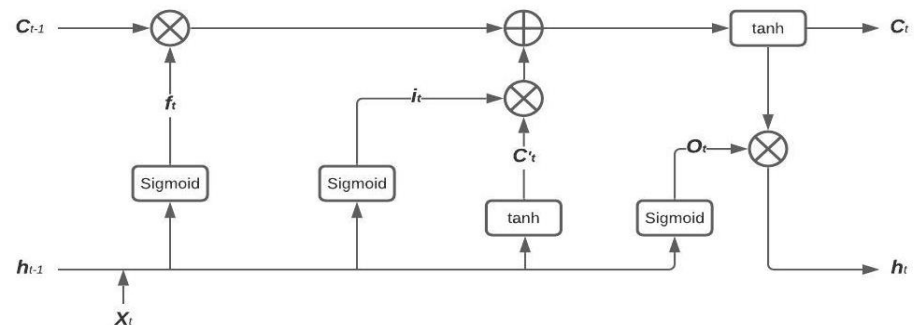 Ct-1
tanh
Ct
ft
it
C't
Ot
Sigmoid
Sigmoid
tanh
Sigmoid
ht-1
ht
Xt